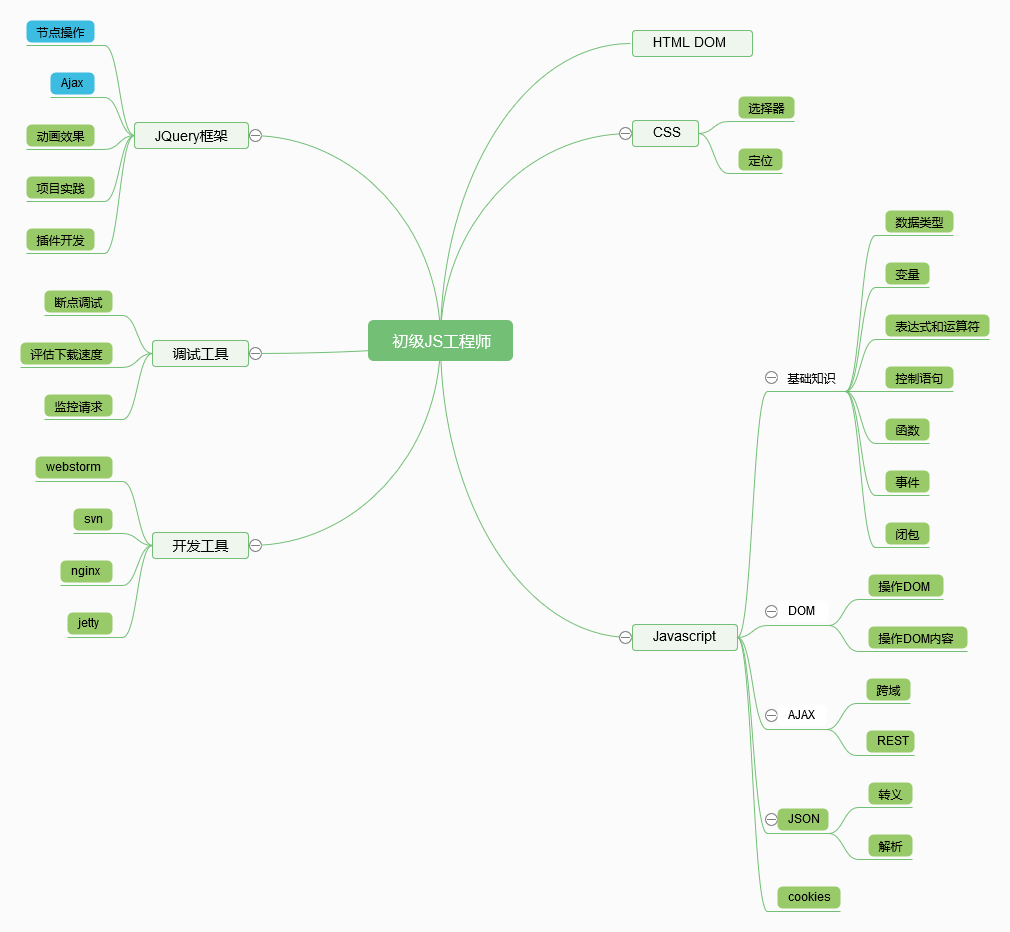 初级JS工程师
HTML DOM
CSS
选择器
定位
Javascript
基础知识
数据类型
变量
表达式和运算符
控制语句
函数
事件
闭包
DOM
操作DOM
操作DOM内容
AJAX
跨域
REST
JSON
转义
解析
cookies
JQuery框架
节点操作
Ajax
动画效果
项目实践
插件开发
调试工具
断点调试
评估下载速度
监控请求
开发工具
webstorm
svn
nginx
jetty